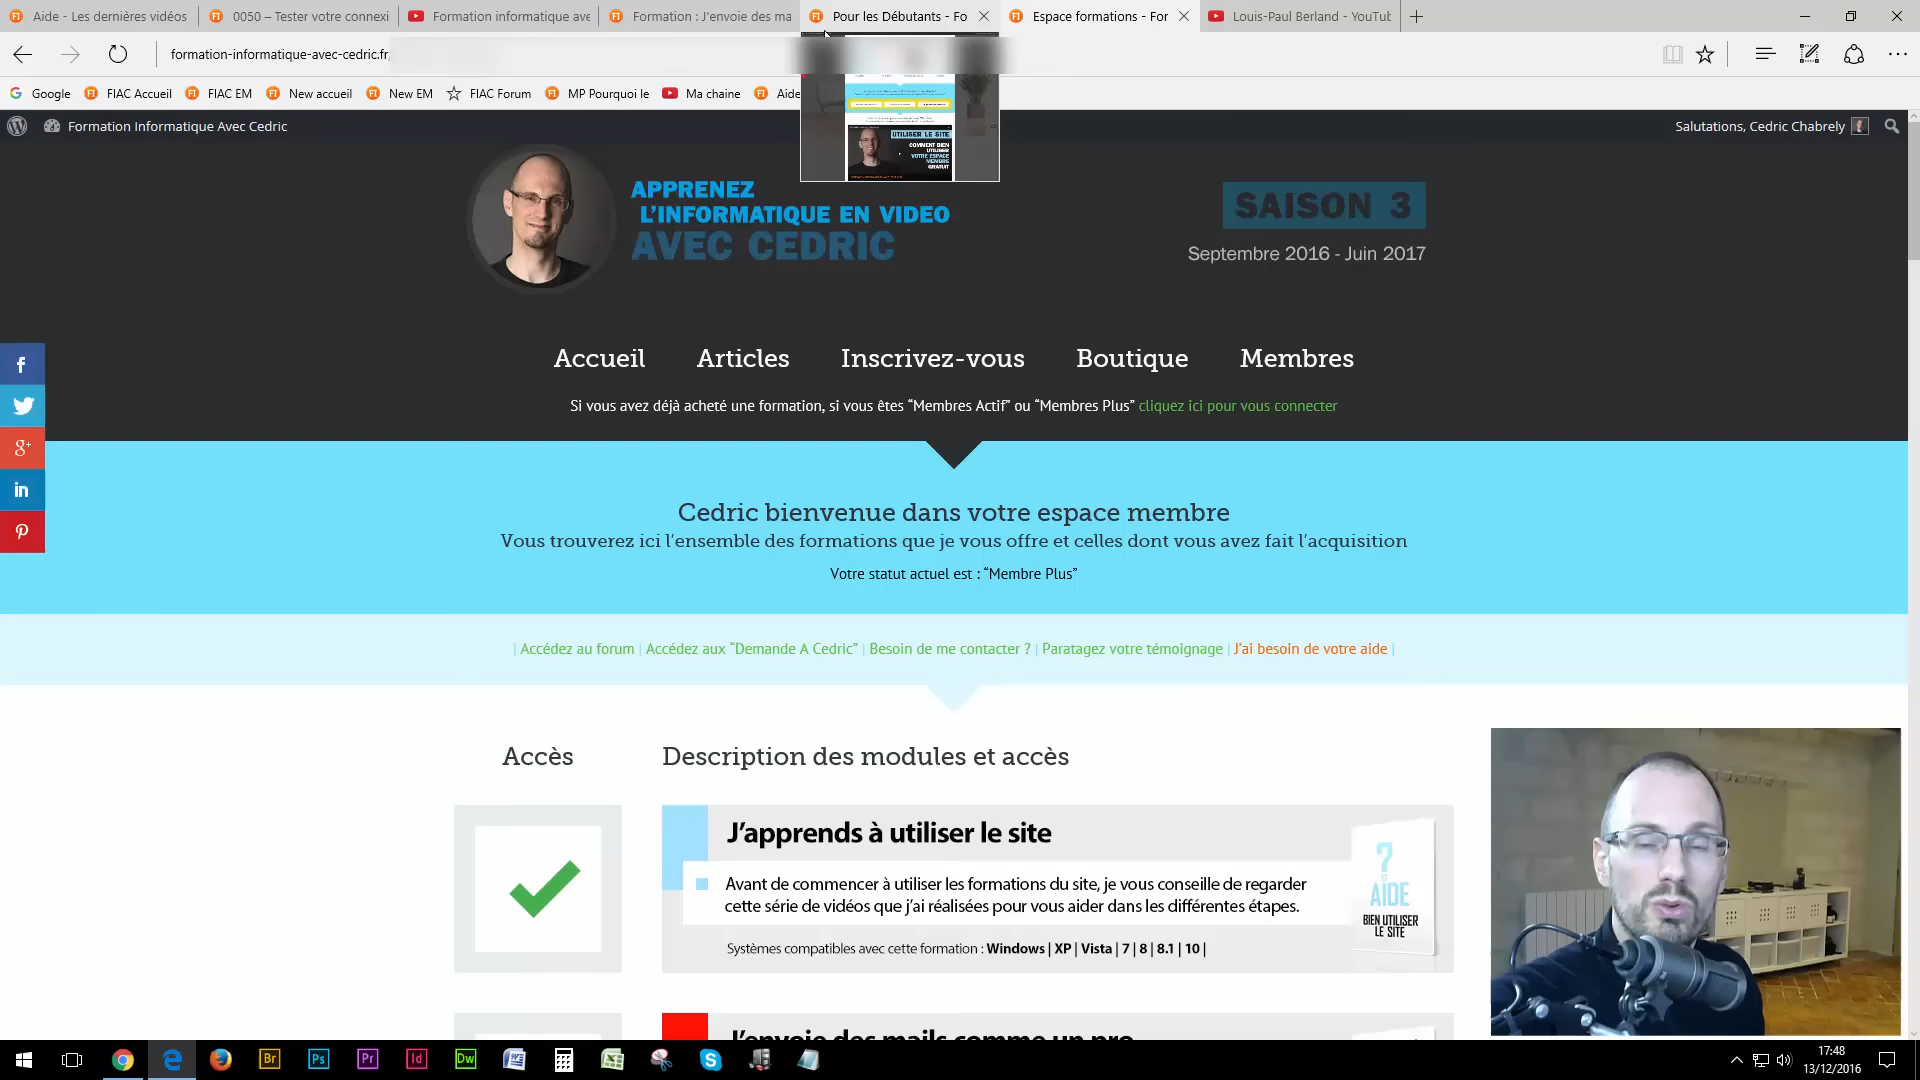 Aide - Les dernières vidéos
0050 – Tester votre connexi
Formation informatique ave
Formation : J'envoie des ma
Pour les Débutants - Fo
Espace formations - For
Louis-Paul Berland - YouTub
formation-informatique-avec-cedric.fr/
Google
FIAC Accueil
FIAC EM
New accueil
New EM
FIAC Forum
MP Pourquoi le
Ma chaine
Aide
UTILISER LE SITE
COMMENT BIEN
UTILISER
VOTRE ESPACE
MEMBRE
GRATUIT
Formation Informatique Avec Cedric
Salutations, Cedric Chabrely
APPRENEZ
L'INFORMATIQUE EN VIDEO
AVEC CEDRIC
SAISON 3
Septembre 2016 - Juin 2017
Accueil
Articles
Inscrivez-vous
Boutique
Membres
Si vous avez déjà acheté une formation, si vous êtes “Membres Actif” ou “Membres Plus” cliquez ici pour vous connecter
Cedric bienvenue dans votre espace membre
Vous trouverez ici l’ensemble des formations que je vous offre et celles dont vous avez fait l’acquisition
Votre statut actuel est : “Membre Plus”
| Accédez au forum | Accédez aux “Demande A Cedric” | Besoin de me contacter ? | Paratagez votre témoignage | J’ai besoin de votre aide |
Accès
Description des modules et accès
J’apprends à utiliser le site
Avant de commencer à utiliser les formations du site, je vous conseille de regarder
cette série de vidéos que j’ai réalisées pour vous aider dans les différentes étapes.
Systèmes compatibles avec cette formation : Windows | XP | Vista | 7 | 8 | 8.1 | 10 |
?
AIDE
BIEN UTILISER
LE SITE
J’envoie des mails comme un pro
Br
Ps
Pr
Id
Dw
17:48
13/12/2016